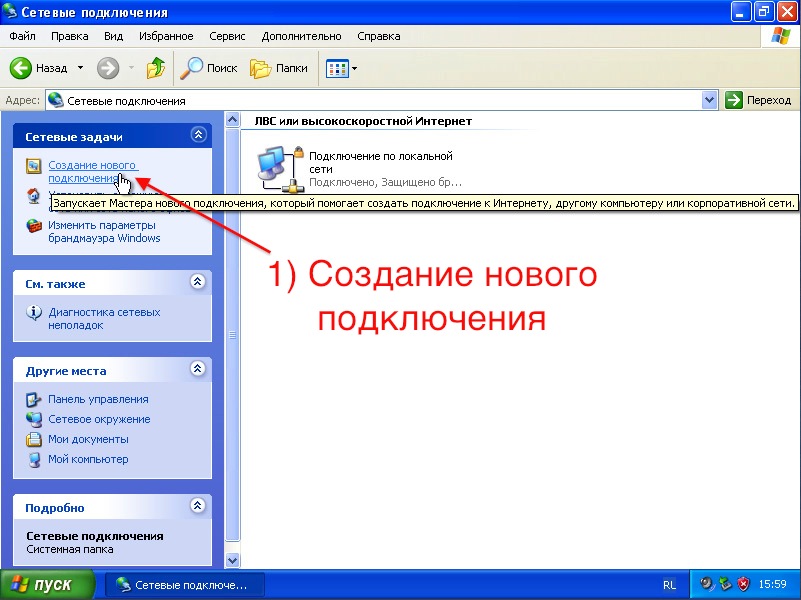 Сетевые подключения
Файл Правка Вид Избранное Сервис Дополнительно Справка
Назад Поиск Папки
Адрес: Сетевые подключения Переход
Сетевые задачи
Создание нового
подключения
Запускает Мастера нового подключения, который помогает создать подключение к Интернету, другому компьютеру или корпоративной сети.
Изменить параметры
брандмауэра Windows
См. также
Диагностика сетевых
неполадок
Другие места
Панель управления
Сетевое окружение
Мои документы
Мой компьютер
Подробно
Сетевые подключения
Системная папка
ЛВС или высокоскоростной Интернет
Подключение по локальной
сети
Подключено, Защищено бр...
1) Создание нового
подключения
пуск Сетевые подключе... RL 15:59